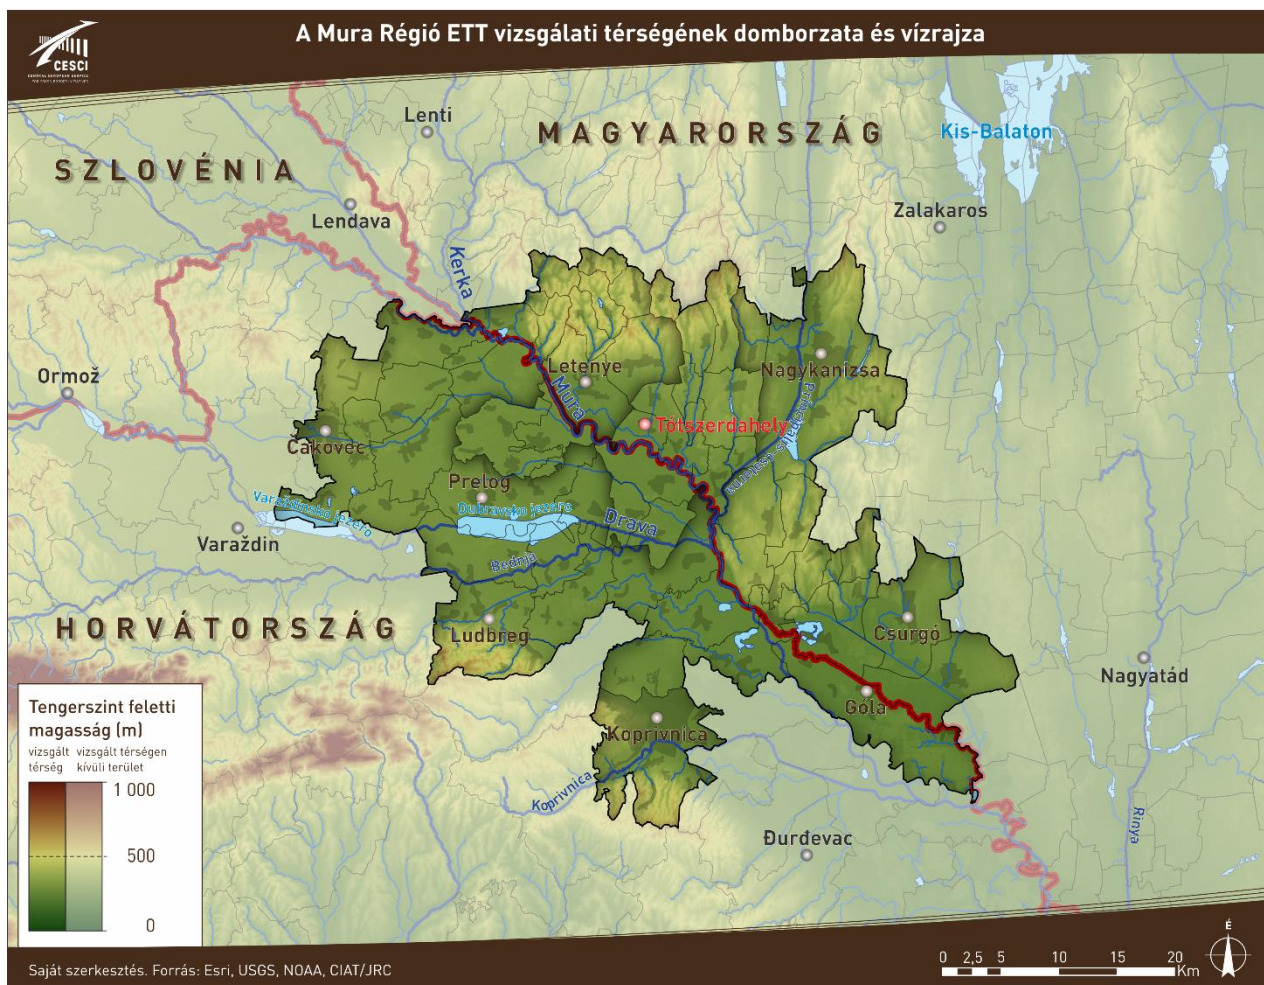 A Mura Régió ETT vizsgálati térségének domborzata és vízrajza
CESCI
Lenti
MAGYARORSZÁG
Kis-Balaton
SZLOVÉNIA
Zalakaros
Lendava
Kerka
Ormož
Letenye
Nagykanizsa
Mura
Tótszerdahely
Čakovec
Prelog
Varaždinsko jezero
Dubravsko jezero
Drava
Varaždin
Bednja
HORVÁTORSZÁG
Ludbreg
Csurgó
Nagyatád
Góla
Koprivnica
Koprivnica
Rinya
Đurđevac
Tengerszint feletti
magasság (m)
vizsgált térség
vizsgált térségen kívüli terület
1 000
500
0
Saját szerkesztés. Forrás: Esri, USGS, NOAA, CIAT/JRC
0 2,5 5 10 15 20
Km
É